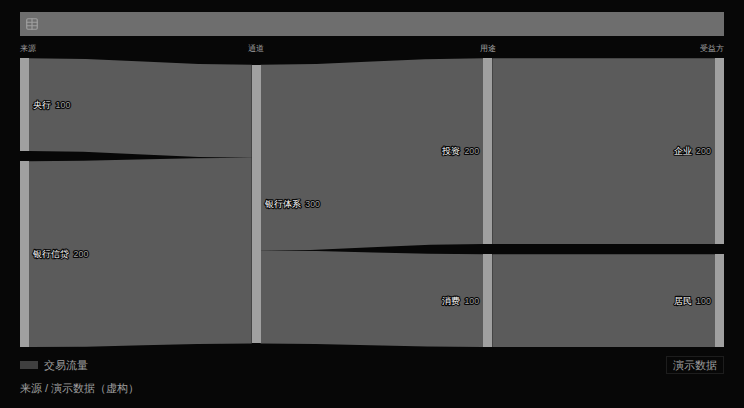 来源 通道 用途 受益方
央行 100
投资 200
企业 200
银行体系 300
银行信贷 200
消费 100
居民 100
交易流量
演示数据
来源 / 演示数据（虚构）